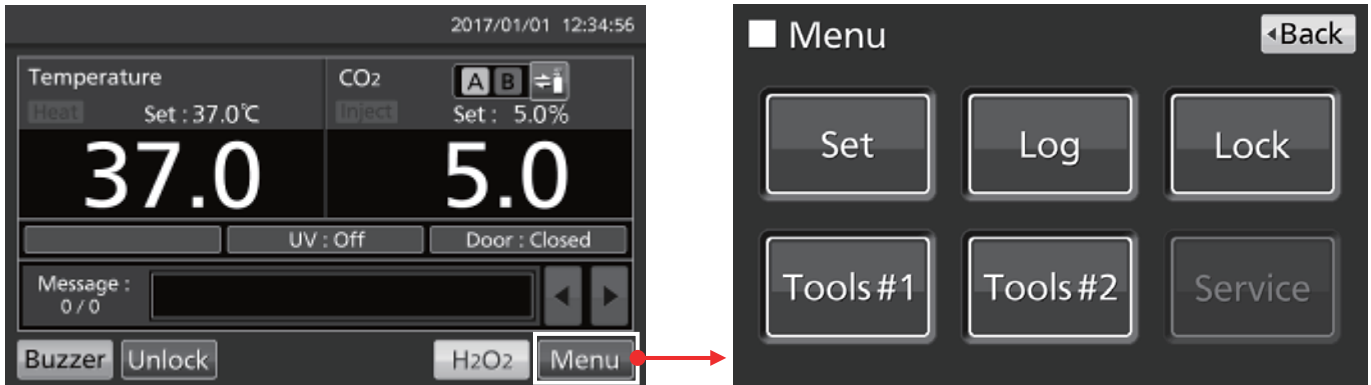 2017/01/01 12:34:56
Temperature
Heat Set : 37.0℃
37.0
CO2 A B
Inject Set : 5.0%
5.0
UV : Off Door : Closed
Message :
0 / 0
Buzzer Unlock H2O2 Menu
Menu Back
Set Log Lock
Tools #1 Tools #2 Service